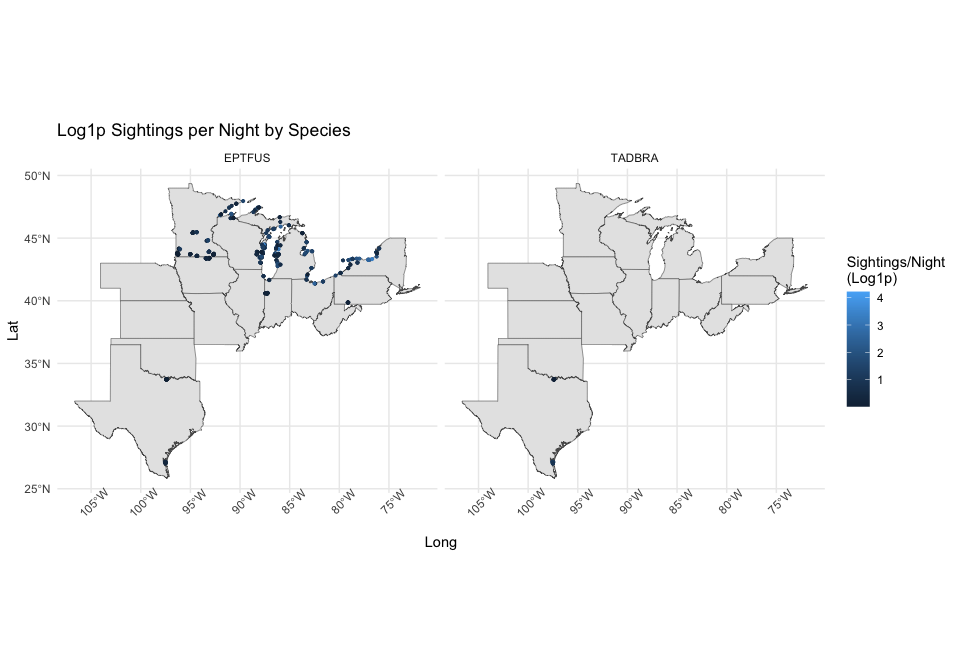 Log1p Sightings per Night by Species
EPTFUS
TADBRA
50°N
45°N
40°N
35°N
30°N
25°N
Lat
105°W
100°W
95°W
90°W
85°W
80°W
75°W
105°W
100°W
95°W
90°W
85°W
80°W
75°W
Long
Sightings/Night
(Log1p)
4
3
2
1